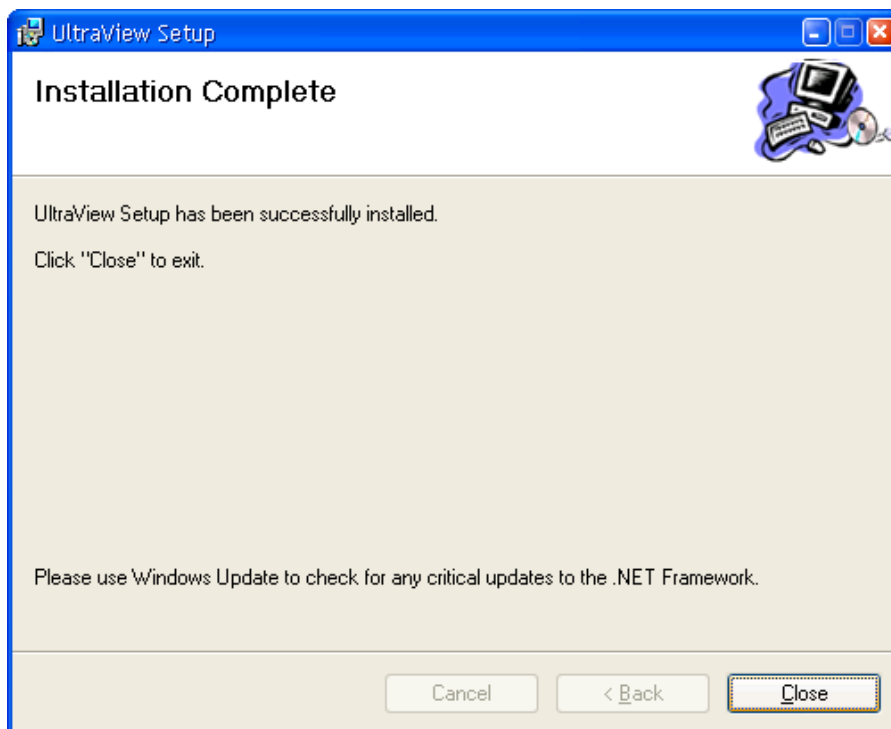 UltraView Setup
Installation Complete
UltraView Setup has been successfully installed.
Click "Close" to exit.
Please use Windows Update to check for any critical updates to the .NET Framework.
Cancel
< Back
Close